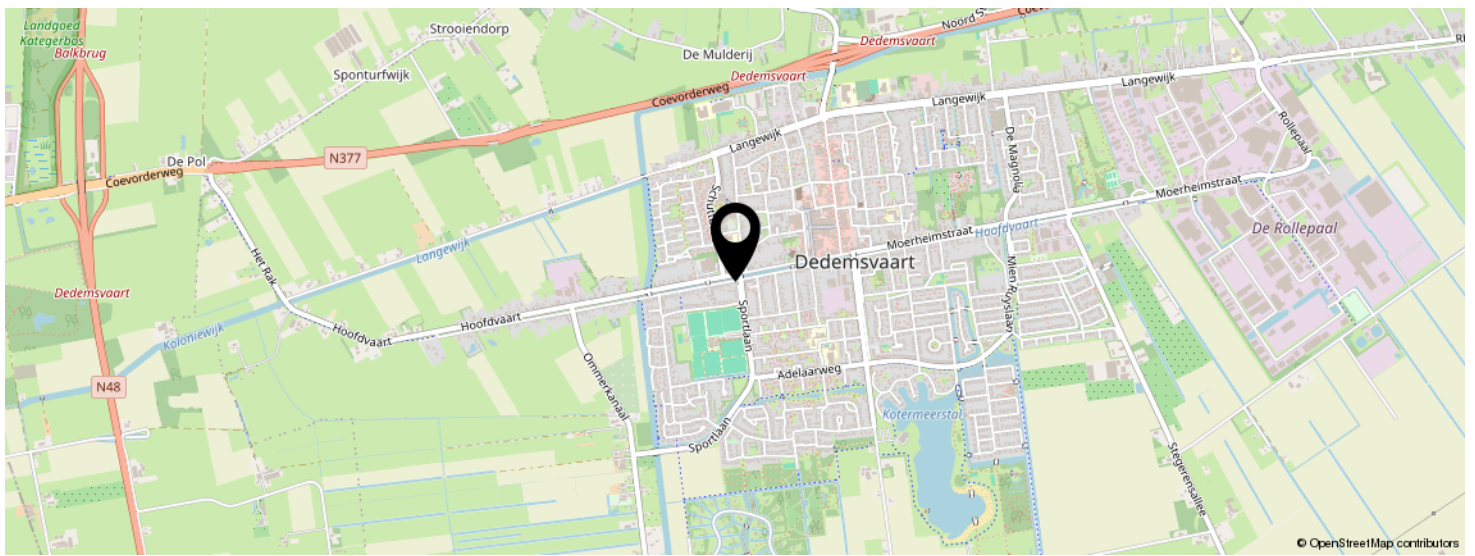 Landgoed
Kategerbos
Balkbrug
Strooiendorp
De Mulderij
Dedemsvaart
Sponturfwijk
Dedemsvaart
Coevorderweg
Langewijk
Langewijk
Langewijk
De Pol
N377
Coevorderweg
De Magnolia
Rollepaal
Moerheimstraat
Hoofdvaart
Moerheimstraat
De Rollepaal
Het Rak
Langewijk
Dedemsvaart
Dedemsvaart
Mien Ruyslaan
Koloniewijk
Hoofdvaart
Hoofdvaart
Sportlaan
Ommerkanaal
Adelaarweg
N48
Kotermeerstal
Sportlaan
Stegerensallee
© OpenStreetMap contributors